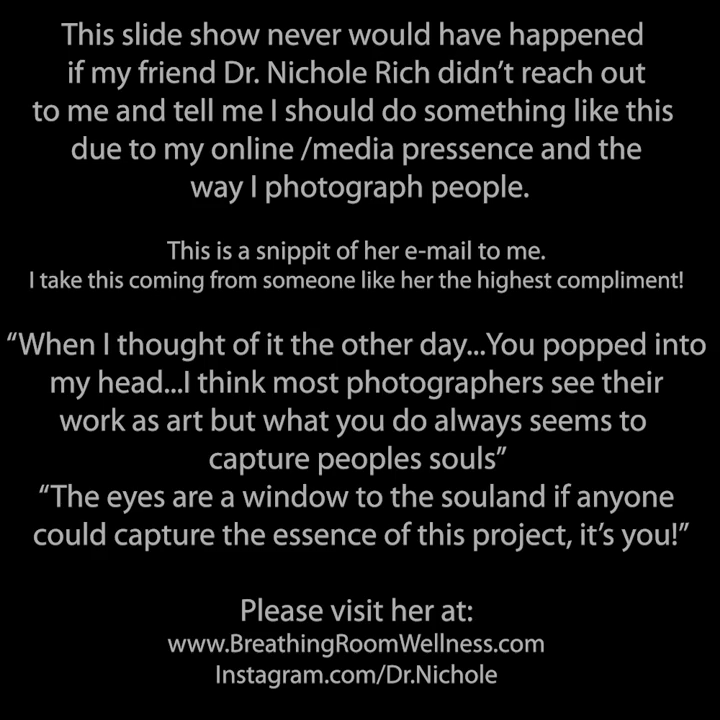 This slide show never would have happened
if my friend Dr. Nichole Rich didn’t reach out
to me and tell me I should do something like this
due to my online /media pressence and the
way I photograph people.
This is a snippit of her e-mail to me.
I take this coming from someone like her the highest compliment!
“When I thought of it the other day...You popped into
my head...I think most photographers see their
work as art but what you do always seems to
capture peoples souls”
“The eyes are a window to the souland if anyone
could capture the essence of this project, it’s you!”
Please visit her at:
www.BreathingRoomWellness.com
Instagram.com/Dr.Nichole